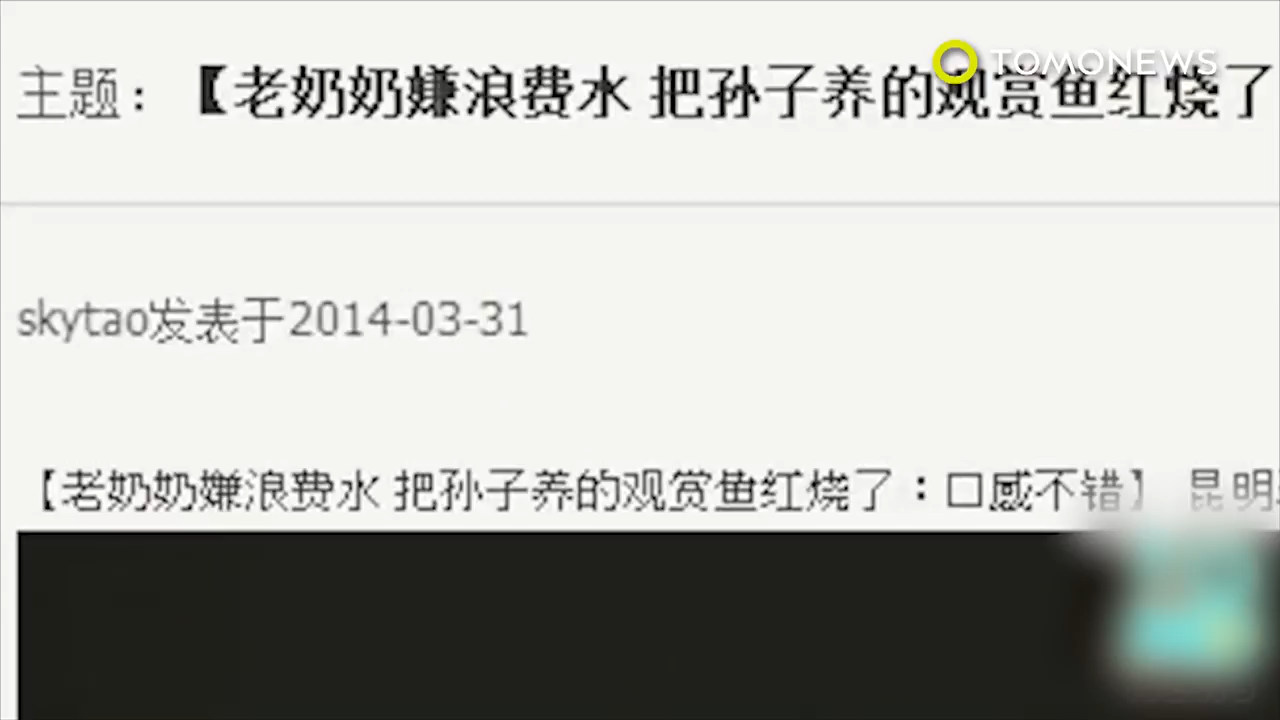 TOMONEWS
主题：【老奶奶嫌浪费水 把孙子养的观赏鱼红烧了
skytao发表于2014-03-31
【老奶奶嫌浪费水 把孙子养的观赏鱼红烧了：口感不错】 昆明